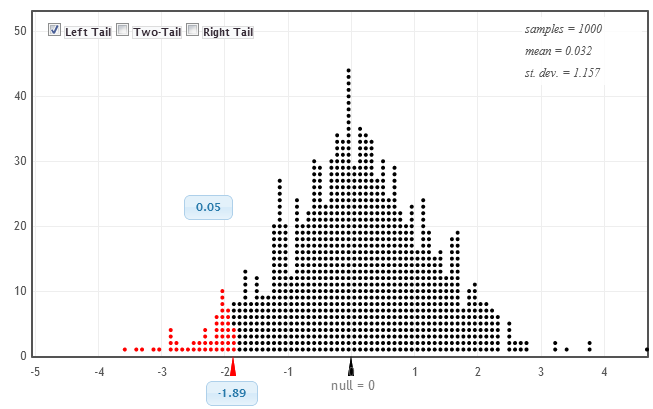 Left Tail Two-Tail Right Tail
samples = 1000
mean = 0.032
st. dev. = 1.157
50
40
30
20
10
0
0.05
-5 -4 -3 -2 -1 0 1 2 3 4
null = 0
-1.89